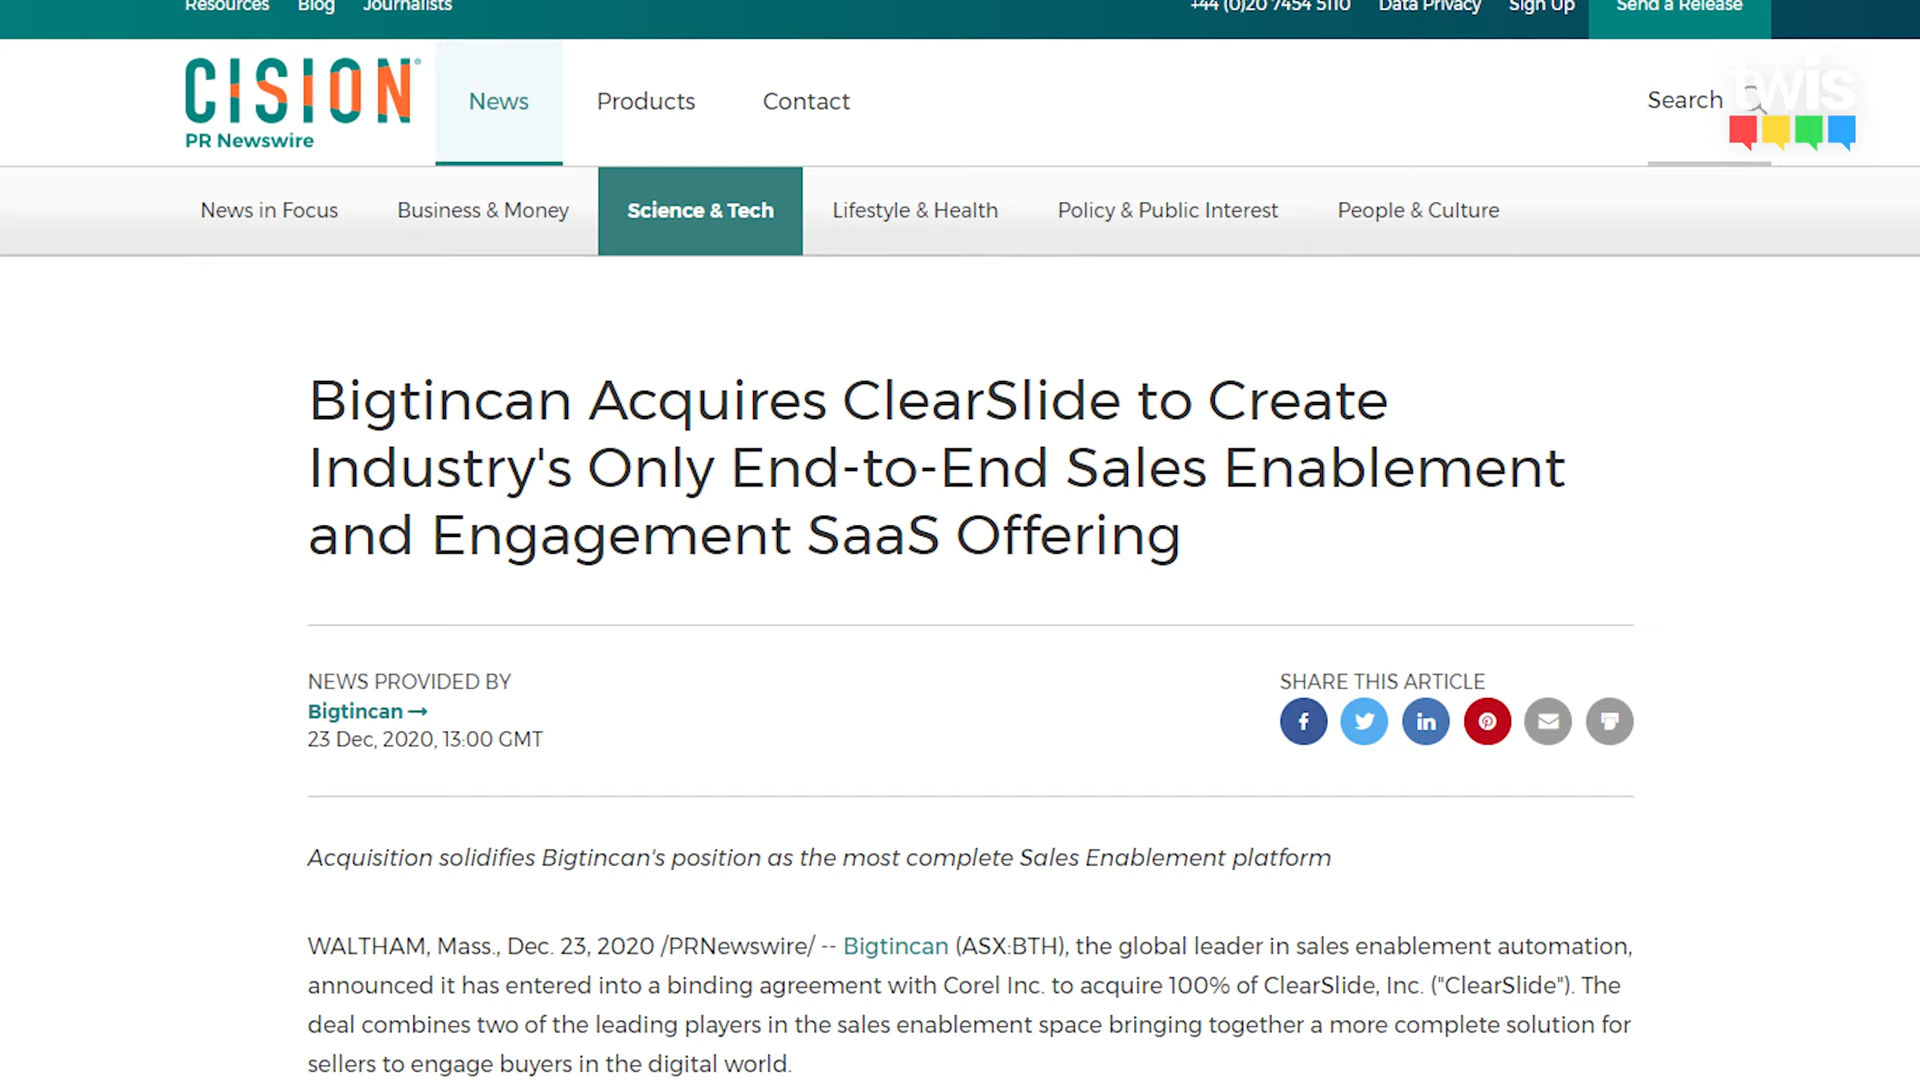 Resources Blog Journalists +44 (0)20 7454 5110 Data Privacy Sign Up Send a Release
CISION
PR Newswire
News Products Contact Search
twis
News in Focus Business & Money Science & Tech Lifestyle & Health Policy & Public Interest People & Culture
Bigtincan Acquires ClearSlide to Create
Industry's Only End-to-End Sales Enablement
and Engagement SaaS Offering
NEWS PROVIDED BY
Bigtincan →
23 Dec, 2020, 13:00 GMT
SHARE THIS ARTICLE
Acquisition solidifies Bigtincan's position as the most complete Sales Enablement platform
WALTHAM, Mass., Dec. 23, 2020 /PRNewswire/ -- Bigtincan (ASX:BTH), the global leader in sales enablement automation,
announced it has entered into a binding agreement with Corel Inc. to acquire 100% of ClearSlide, Inc. ("ClearSlide"). The
deal combines two of the leading players in the sales enablement space bringing together a more complete solution for
sellers to engage buyers in the digital world.